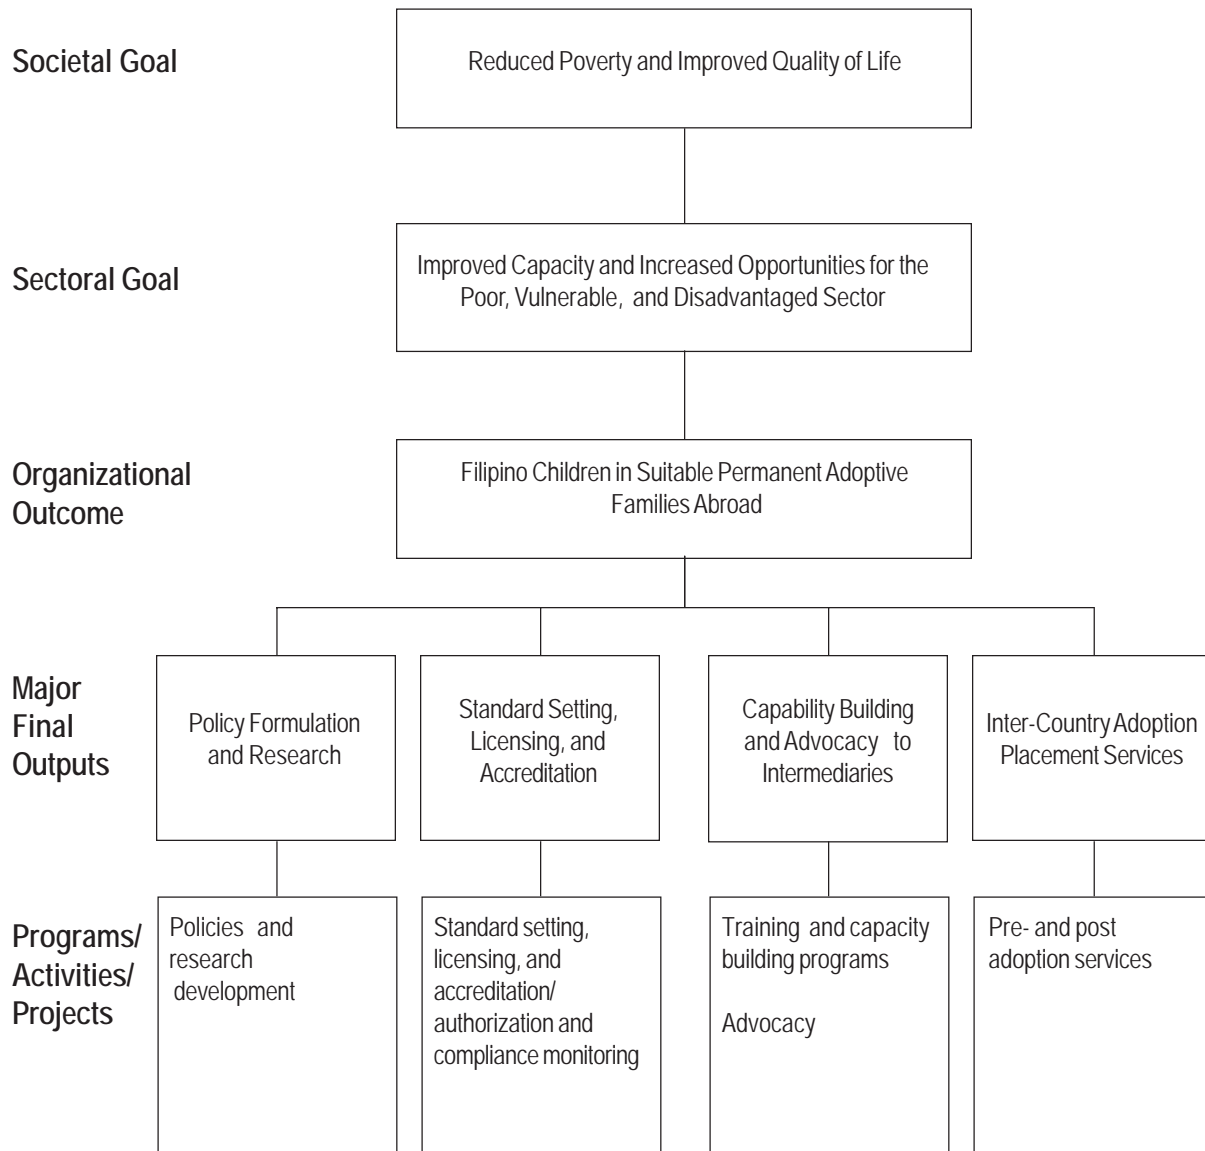 Societal Goal
Reduced Poverty and Improved Quality of Life
Sectoral Goal
Improved Capacity and Increased Opportunities for the
Poor, Vulnerable, and Disadvantaged Sector
Organizational
Outcome
Filipino Children in Suitable Permanent Adoptive
Families Abroad
Major
Final
Outputs
Policy Formulation
and Research
Standard Setting,
Licensing, and
Accreditation
Capability Building
and Advocacy to
Intermediaries
Inter-Country Adoption
Placement Services
Programs/
Activities/
Projects
Policies and
research
development
Standard setting,
licensing, and
accreditation/
authorization and
compliance monitoring
Training and capacity
building programs
Advocacy
Pre- and post
adoption services